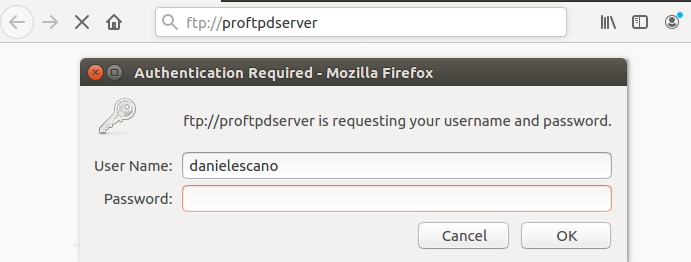 ftp://proftpdserver
Authentication Required - Mozilla Firefox
ftp://proftpdserver is requesting your username and password.
User Name: danielescano
Password:
Cancel OK